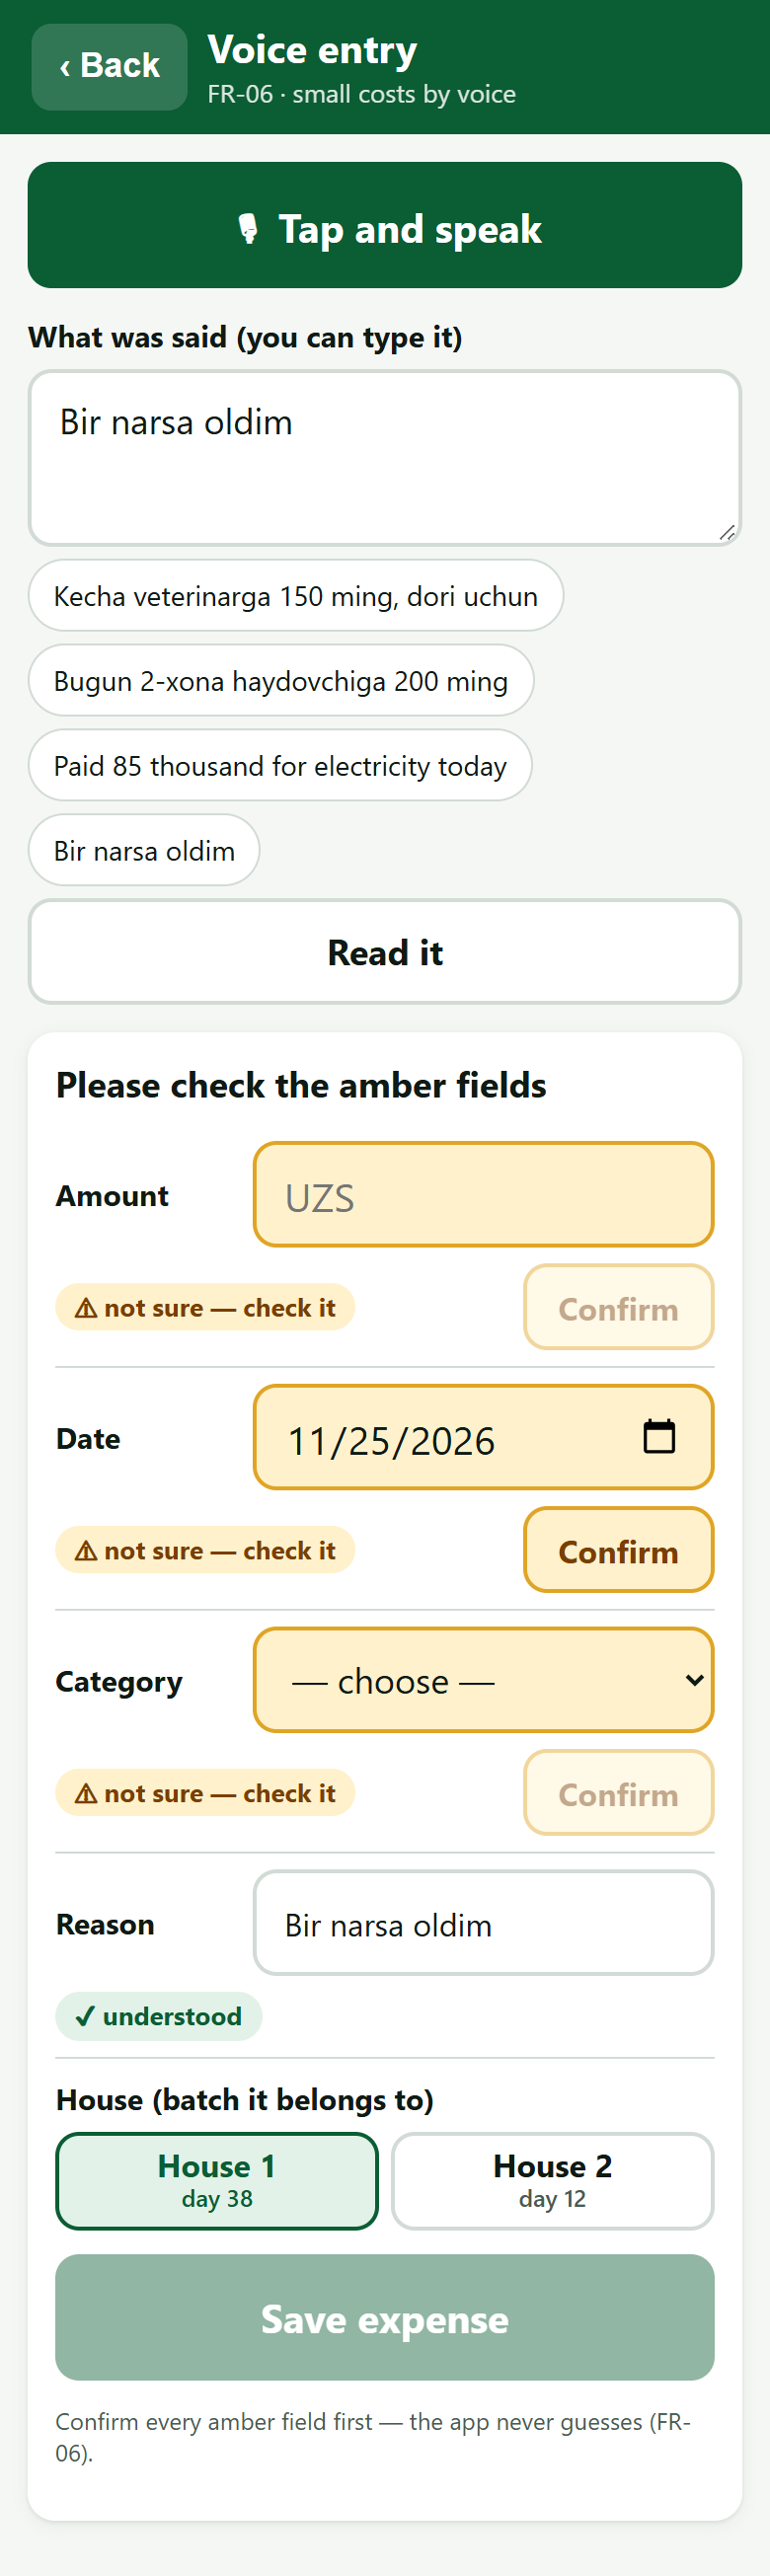 ‹ Back
Voice entry
FR-06 · small costs by voice
Tap and speak
What was said (you can type it)
Bir narsa oldim
Kecha veterinarga 150 ming, dori uchun
Bugun 2-xona haydovchiga 200 ming
Paid 85 thousand for electricity today
Bir narsa oldim
Read it
Please check the amber fields
Amount
UZS
⚠ not sure — check it
Confirm
Date
11/25/2026
⚠ not sure — check it
Confirm
Category
— choose —
⚠ not sure — check it
Confirm
Reason
Bir narsa oldim
✓ understood
House (batch it belongs to)
House 1
day 38
House 2
day 12
Save expense
Confirm every amber field first — the app never guesses (FR-
06).